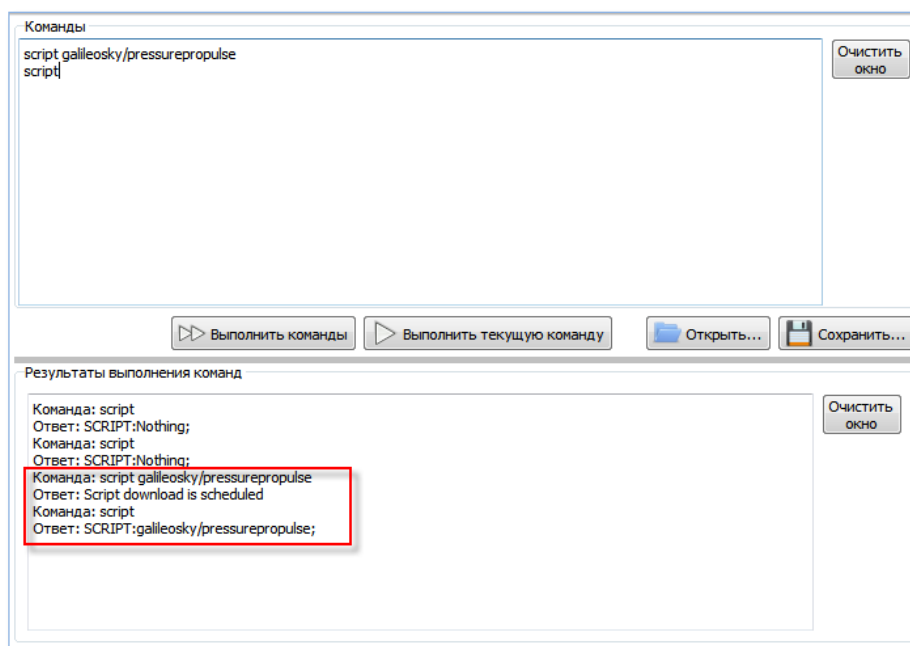 Команды
script galileosky/pressurepropulse
script
Очистить
окно
Выполнить команды
Выполнить текущую команду
Открыть...
Сохранить...
Результаты выполнения команд
Команда: script
Ответ: SCRIPT:Nothing;
Команда: script
Ответ: SCRIPT:Nothing;
Команда: script galileosky/pressurepropulse
Ответ: Script download is scheduled
Команда: script
Ответ: SCRIPT:galileosky/pressurepropulse;
Очистить
окно